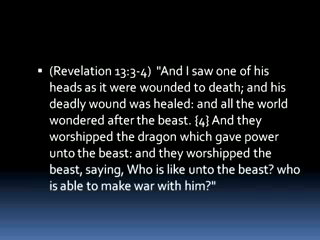 ▪ (Revelation 13:3-4)  "And I saw one of his
heads as it were wounded to death; and his
deadly wound was healed: and all the world
wondered after the beast. {4} And they
worshipped the dragon which gave power
unto the beast: and they worshipped the
beast, saying, Who is like unto the beast? who
is able to make war with him?"